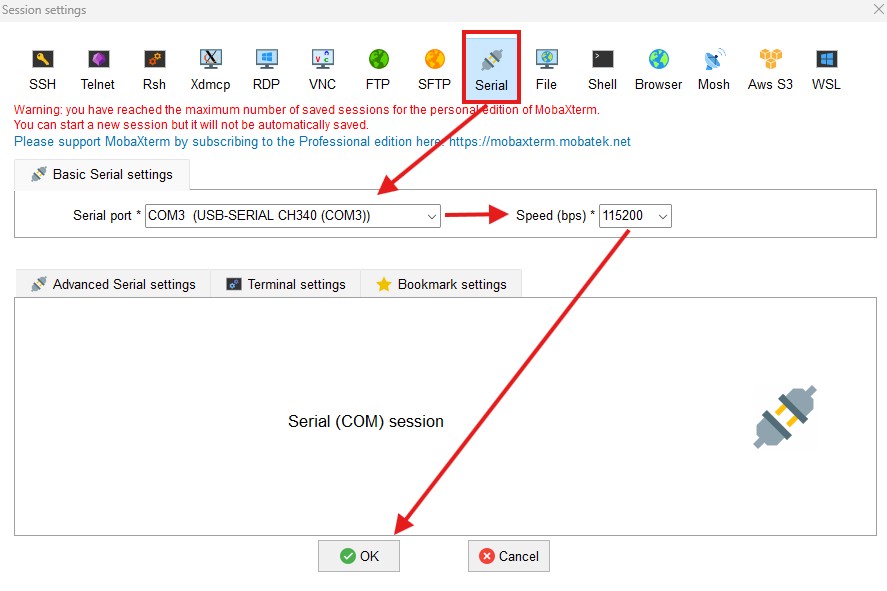 Session settings
SSH Telnet Rsh Xdmcp RDP VNC FTP SFTP Serial File Shell Browser Mosh Aws S3 WSL
Warning: you have reached the maximum number of saved sessions for the personal edition of MobaXterm.
You can start a new session but it will not be automatically saved.
Please support MobaXterm by subscribing to the Professional edition here: https://mobaxterm.mobatek.net
Basic Serial settings
Serial port * COM3 (USB-SERIAL CH340 (COM3)) Speed (bps) * 115200
Advanced Serial settings Terminal settings Bookmark settings
Serial (COM) session
OK Cancel